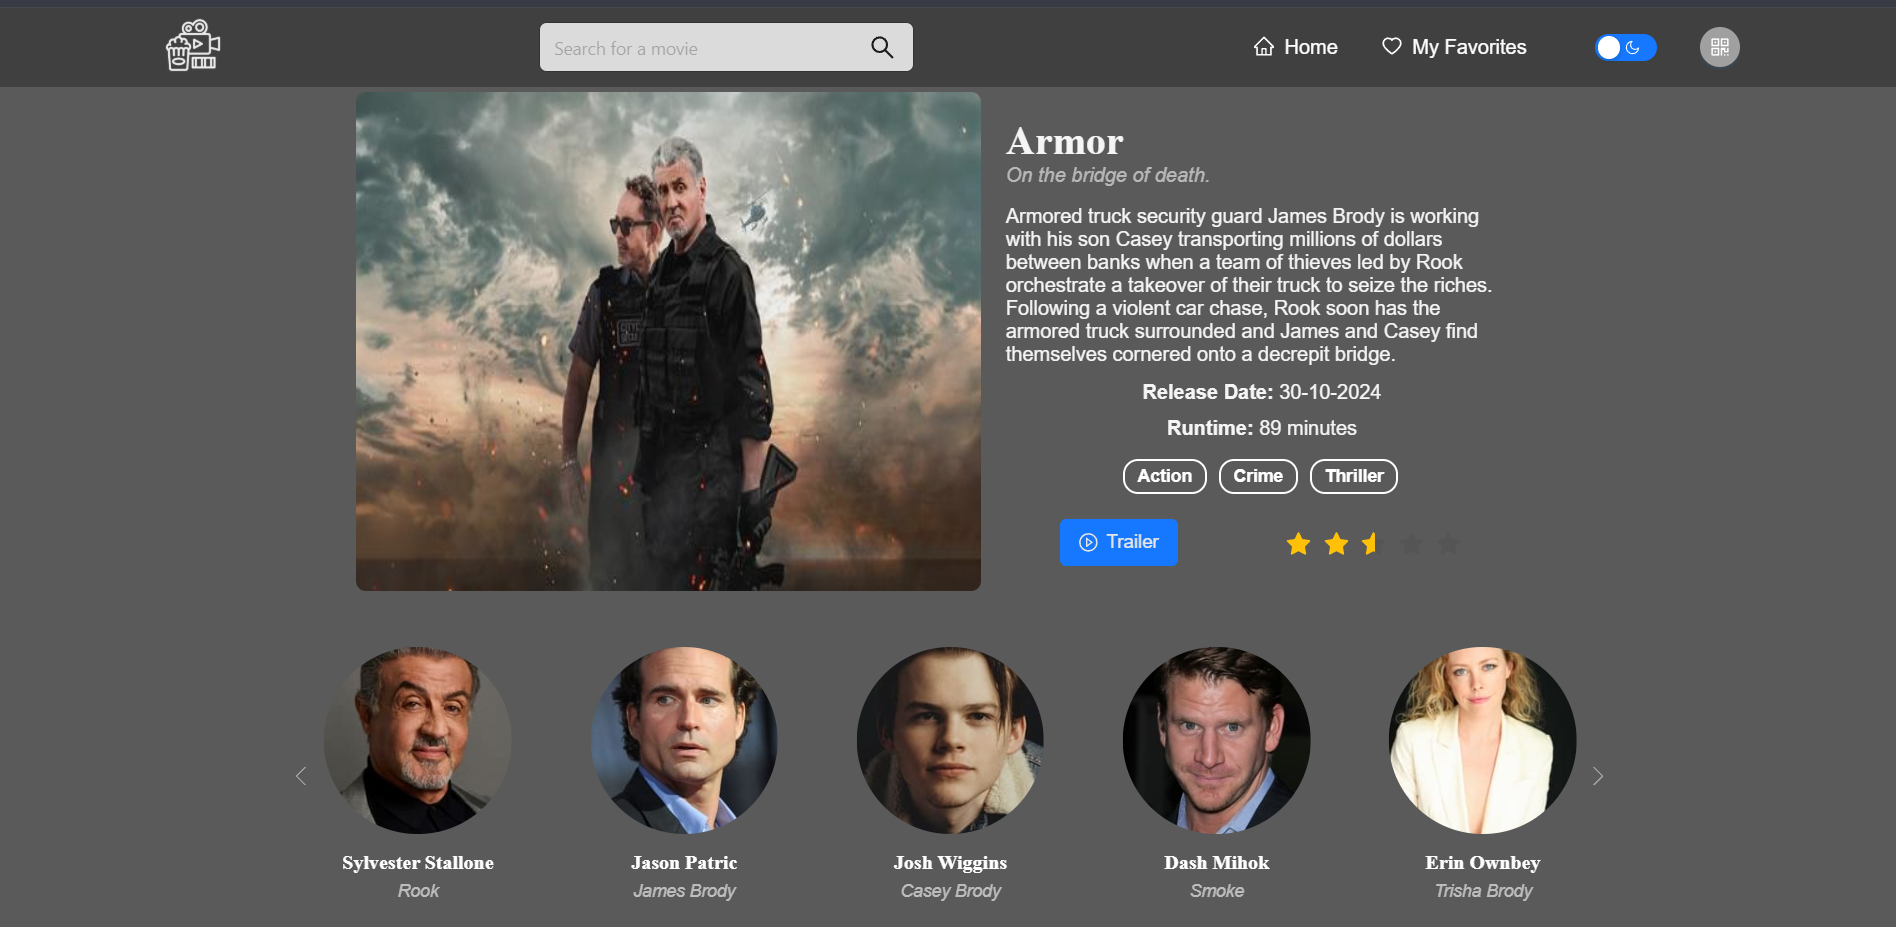 Search for a movie
Home
My Favorites
Armor
On the bridge of death.
Armored truck security guard James Brody is working
with his son Casey transporting millions of dollars
between banks when a team of thieves led by Rook
orchestrate a takeover of their truck to seize the riches.
Following a violent car chase, Rook soon has the
armored truck surrounded and James and Casey find
themselves cornered onto a decrepit bridge.
Release Date: 30-10-2024
Runtime: 89 minutes
Action Crime Thriller
Trailer
Sylvester Stallone
Rook
Jason Patric
James Brody
Josh Wiggins
Casey Brody
Dash Mihok
Smoke
Erin Ownbey
Trisha Brody